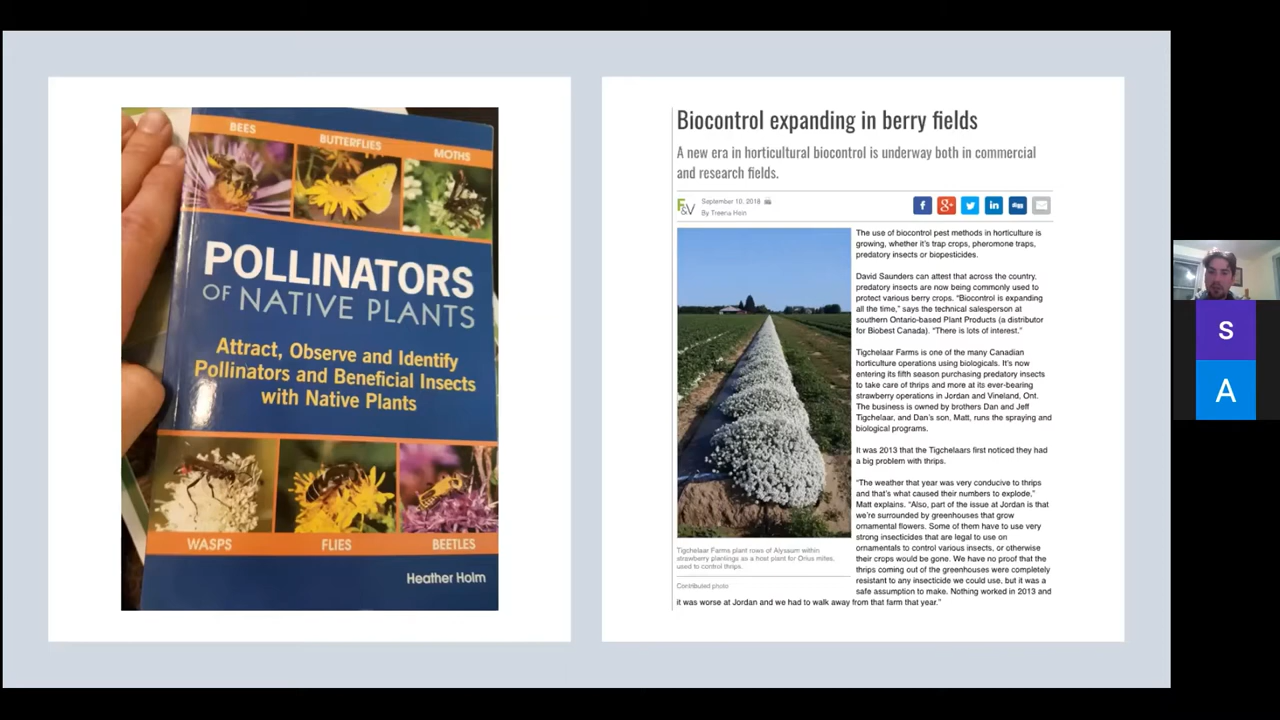 BEES
BUTTERFLIES
MOTHS
POLLINATORS
OF NATIVE PLANTS
Attract, Observe and Identify
Pollinators and Beneficial Insects
with Native Plants
WASPS
FLIES
BEETLES
Heather Holm
Biocontrol expanding in berry fields
A new era in horticultural biocontrol is underway both in commercial
and research fields.
F&V
September 10, 2018
By Treena Hein
The use of biocontrol pest methods in horticulture is
growing, whether it's trap crops, pheromone traps,
predatory insects or biopesticides.
David Saunders can attest that across the country,
predatory insects are now being commonly used to
protect various berry crops. "Biocontrol is expanding
all the time," says the technical salesperson at
southern Ontario-based Plant Products (a distributor
for Biobest Canada). "There is lots of interest."
Tigchelaar Farms is one of the many Canadian
horticulture operations using biologicals. It's now
entering its fifth season purchasing predatory insects
to take care of thrips and more at its ever-bearing
strawberry operations in Jordan and Vineland, Ont.
The business is owned by brothers Dan and Jeff
Tigchelaar, and Dan's son, Matt, runs the spraying and
biological programs.
It was 2013 that the Tigchelaars first noticed they had
a big problem with thrips.
"The weather that year was very conducive to thrips
and that's what caused their numbers to explode,"
Matt explains. "Also, part of the issue at Jordan is that
we're surrounded by greenhouses that grow
ornamental flowers. Some of them have to use very
strong insecticides that are legal to use on
ornamentals to control various insects, or otherwise
their crops would be gone. We have no proof that the
thrips coming out of the greenhouses were completely
resistant to any insecticide we could use, but it was a
safe assumption to make. Nothing worked in 2013 and
it was worse at Jordan and we had to walk away from that farm that year."
Tigchelaar Farms plant rows of Alyssum within
strawberry plantings as a host plant for Orius mites,
used to control thrips.
Contributed photo
S
A